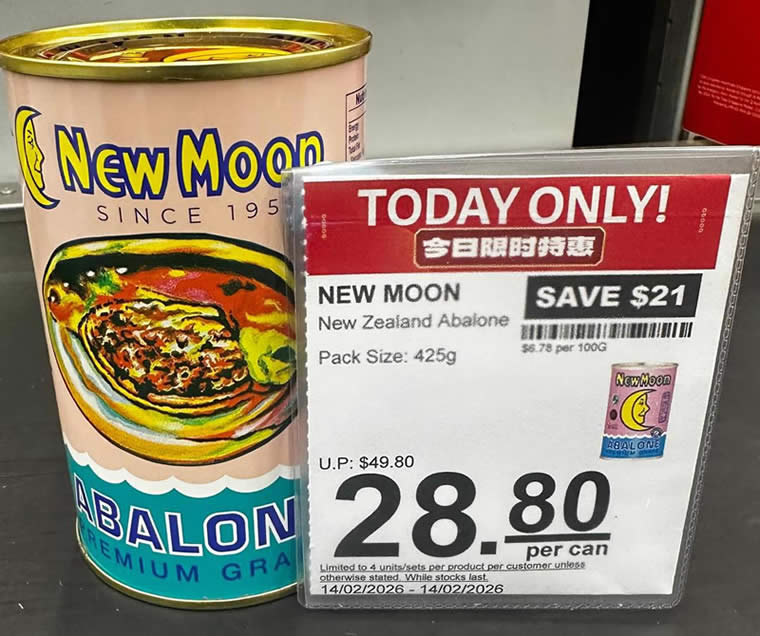 New Moon
SINCE 195
ABALON
REMIUM GRA
TODAY ONLY!
今日限时特惠
NEW MOON
SAVE $21
New Zealand Abalone
$6.78 per 100G
Pack Size: 425g
New Moon
ABALONE
U.P: $49.80
28.80
per can
Limited to 4 units/sets per product per customer unless
otherwise stated. While stocks last.
14/02/2026 - 14/02/2026